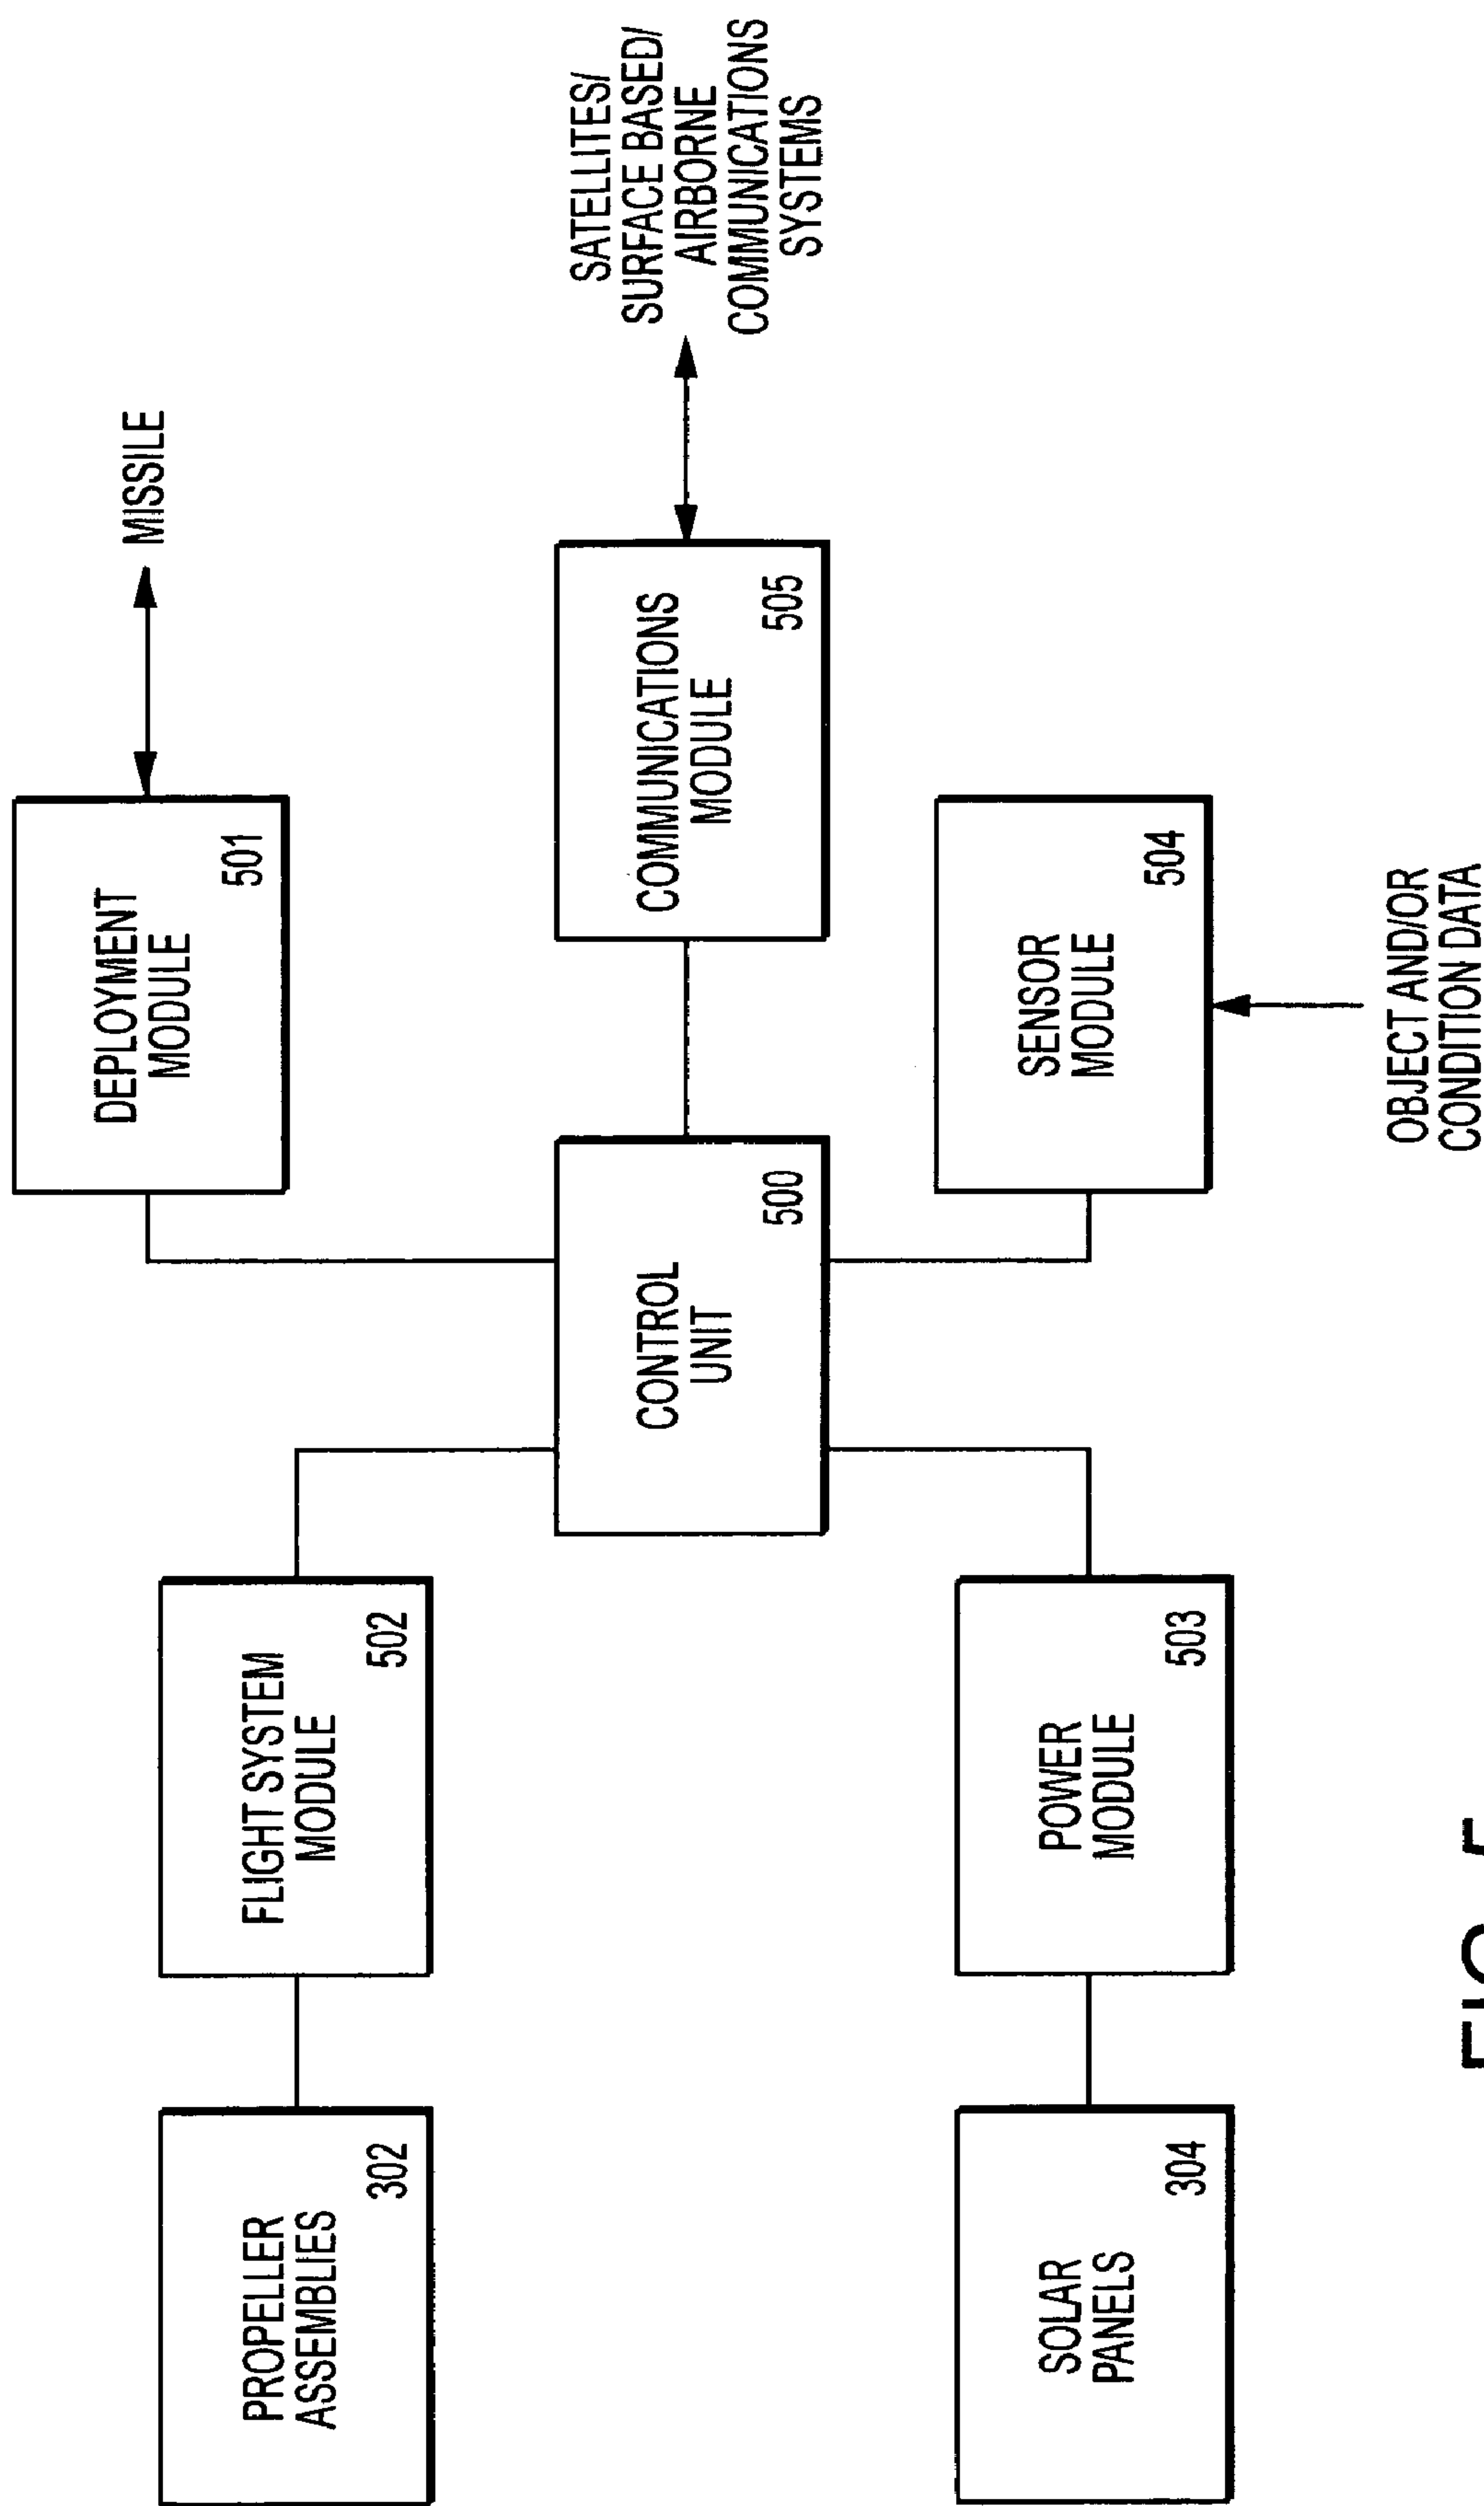 DEPLOYMENT
MODULE
501
MISSILE
PROPELLER
ASSEMBLIES
302
FLIGHT SYSTEM
MODULE
502
CONTROL
UNIT
500
COMMUNICATIONS
MODULE
505
SATELLITES/
SURFACE BASED/
AIRBORNE
COMMUNICATIONS
SYSTEMS
SOLAR
PANELS
304
POWER
MODULE
503
SENSOR
MODULE
504
OBJECT AND/OR
CONDITION DATA